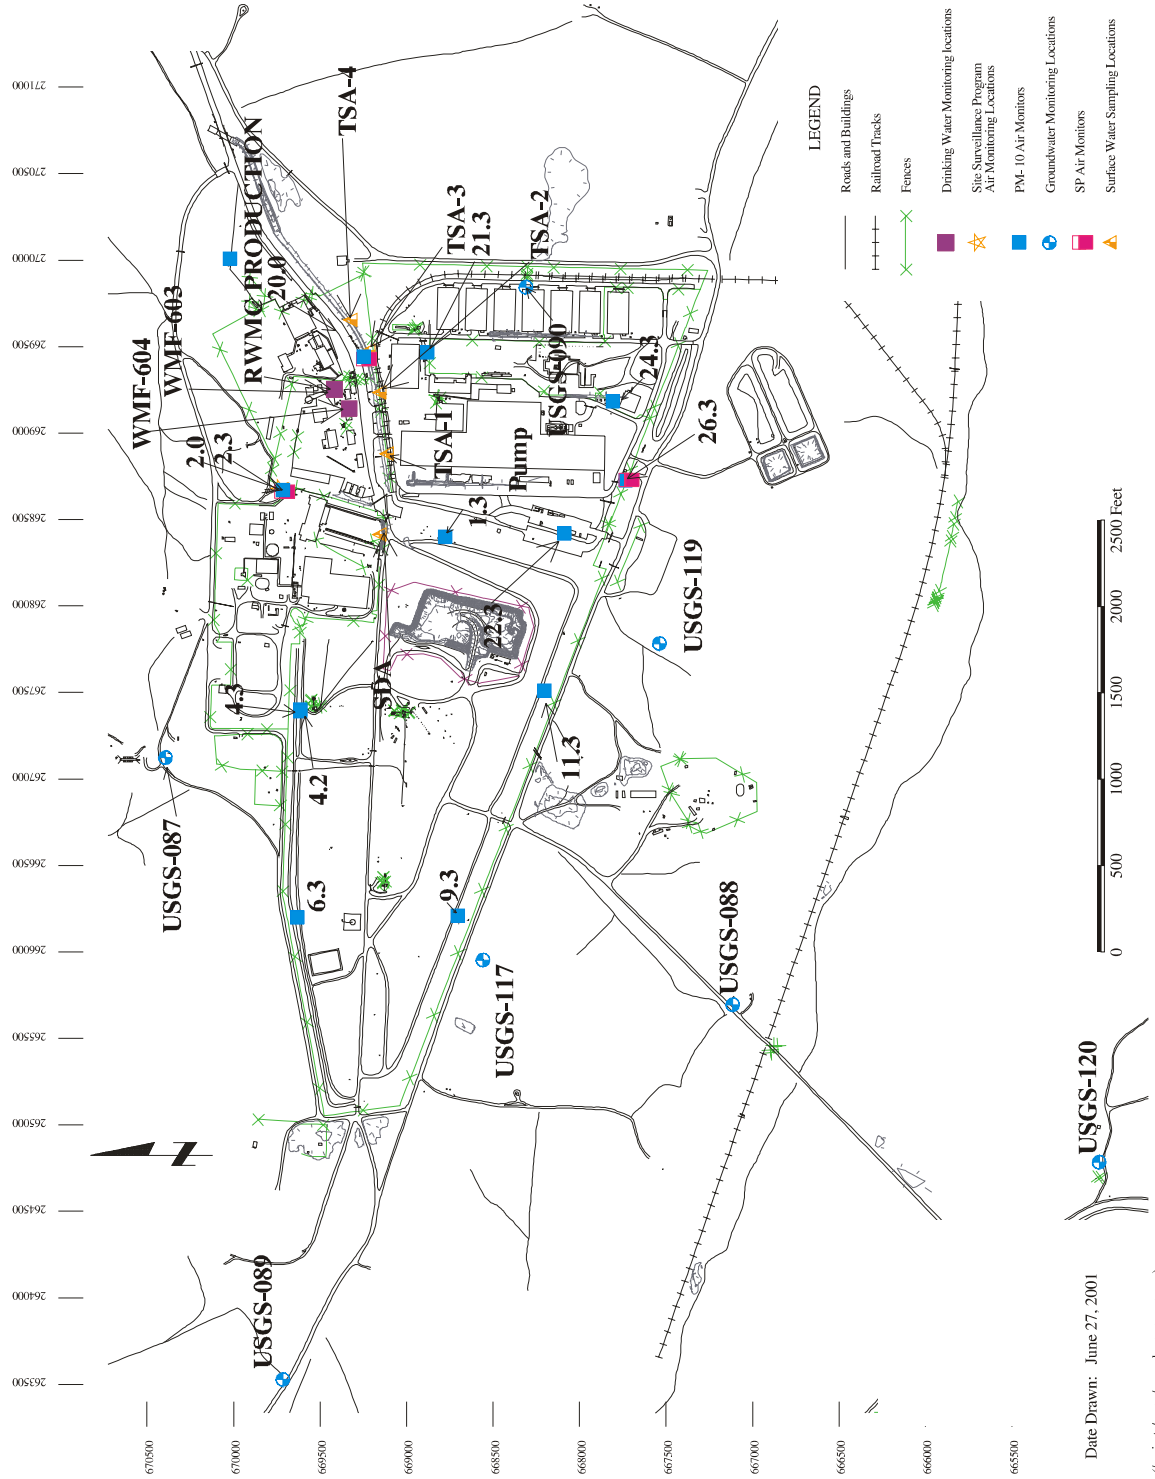 271000
270500
270000
269500
269000
268500
268000
267500
267000
266500
266000
265500
265000
264500
264000
263500
670500
670000
669500
669000
668500
668000
667500
667000
666500
666000
665500
TSA-4
RWMC PRODUCTION
20.0
WMF-603
WMF-604
2.0
2.3
TSA-3
21.3
TSA-2
USGS-090
24.3
26.3
TSA-1
Pump
1.3
22.3
USGS-119
SDA
4.3
4.2
11.3
USGS-087
6.3
9.3
USGS-117
USGS-088
USGS-089
USGS-120
N
LEGEND
Roads and Buildings
Railroad Tracks
Fences
Drinking Water Monitoring locations
Site Surveillance Program
Air Monitoring Locations
PM-10 Air Monitors
Groundwater Monitoring Locations
SP Air Monitors
Surface Water Sampling Locations
0 500 1000 1500 2000 2500 Feet
Date Drawn: June 27, 2001